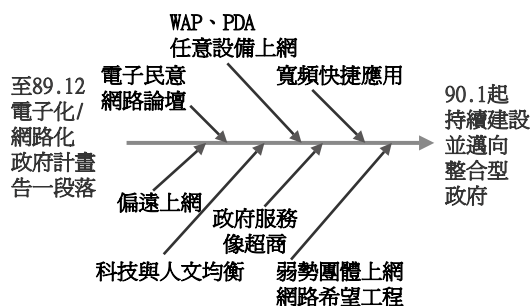 WAP、PDA
任意設備上網
電子民意
網路論壇
寬頻快捷應用
至89.12
電子化/
網路化
政府計畫
告一段落
90.1起
持續建設
並邁向
整合型
政府
偏遠上網
政府服務
像超商
科技與人文均衡
弱勢團體上網
網路希望工程